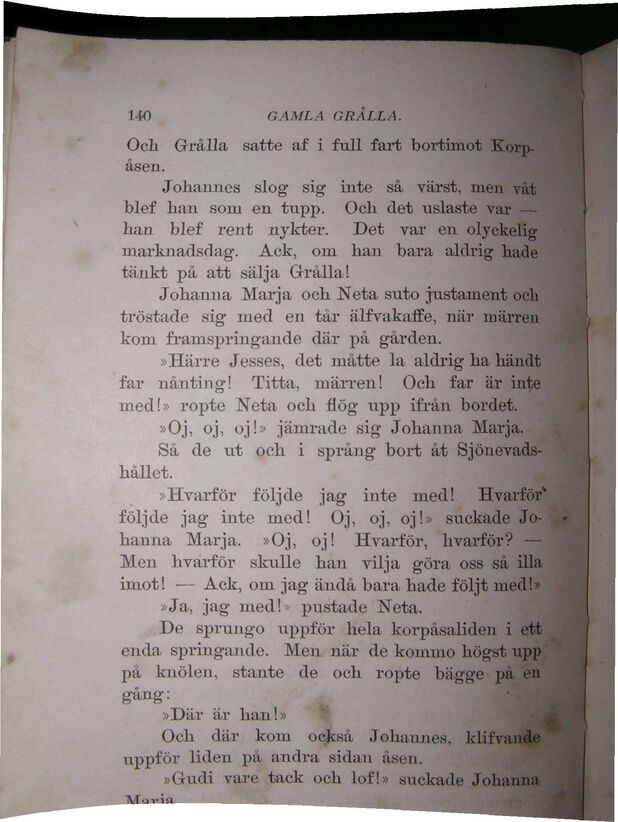 140 GAMLA GRÅLLA.
Och Grålla satte af i full fart bortimot Korp-
åsen.
Johannes slog sig inte så värst, men våt
blef han som en tupp. Och det uslaste var —
han blef rent nykter. Det var en olyckelig
marknadsdag. Ack, om han bara aldrig hade
tänkt på att sälja Grålla!
Johanna Marja och Neta suto justament och
tröstade sig med en tår älfvakaffe, när märren
kom framspringande där på gården.
»Härre Jesses, det måtte la aldrig ha händt
far nånting! Titta, märren! Och far är inte
med!» ropte Neta och flög upp ifrån bordet.
»Oj, oj, oj!» jämrade sig Johanna Marja.
Så de ut och i språng bort åt Sjönevads-
hållet.
»Hvarför följde jag inte med! Hvarför
följde jag inte med! Oj, oj, oj!» suckade Jo-
hanna Marja. »Oj, oj! Hvarför, hvarför? —
Men hvarför skulle han vilja göra oss så illa
imot! — Ack, om jag ändå bara hade följt med!»
»Ja, jag med!» pustade Neta.
De sprungo uppför hela korpåsaliden i ett
enda springande. Men när de kommo högst upp
på knölen, stante de och ropte bägge på en
gång:
»Där är han!»
Och där kom också Johannes, klifvande
uppför liden på andra sidan åsen.
»Gudi vare tack och lof!» suckade Johanna
Marja